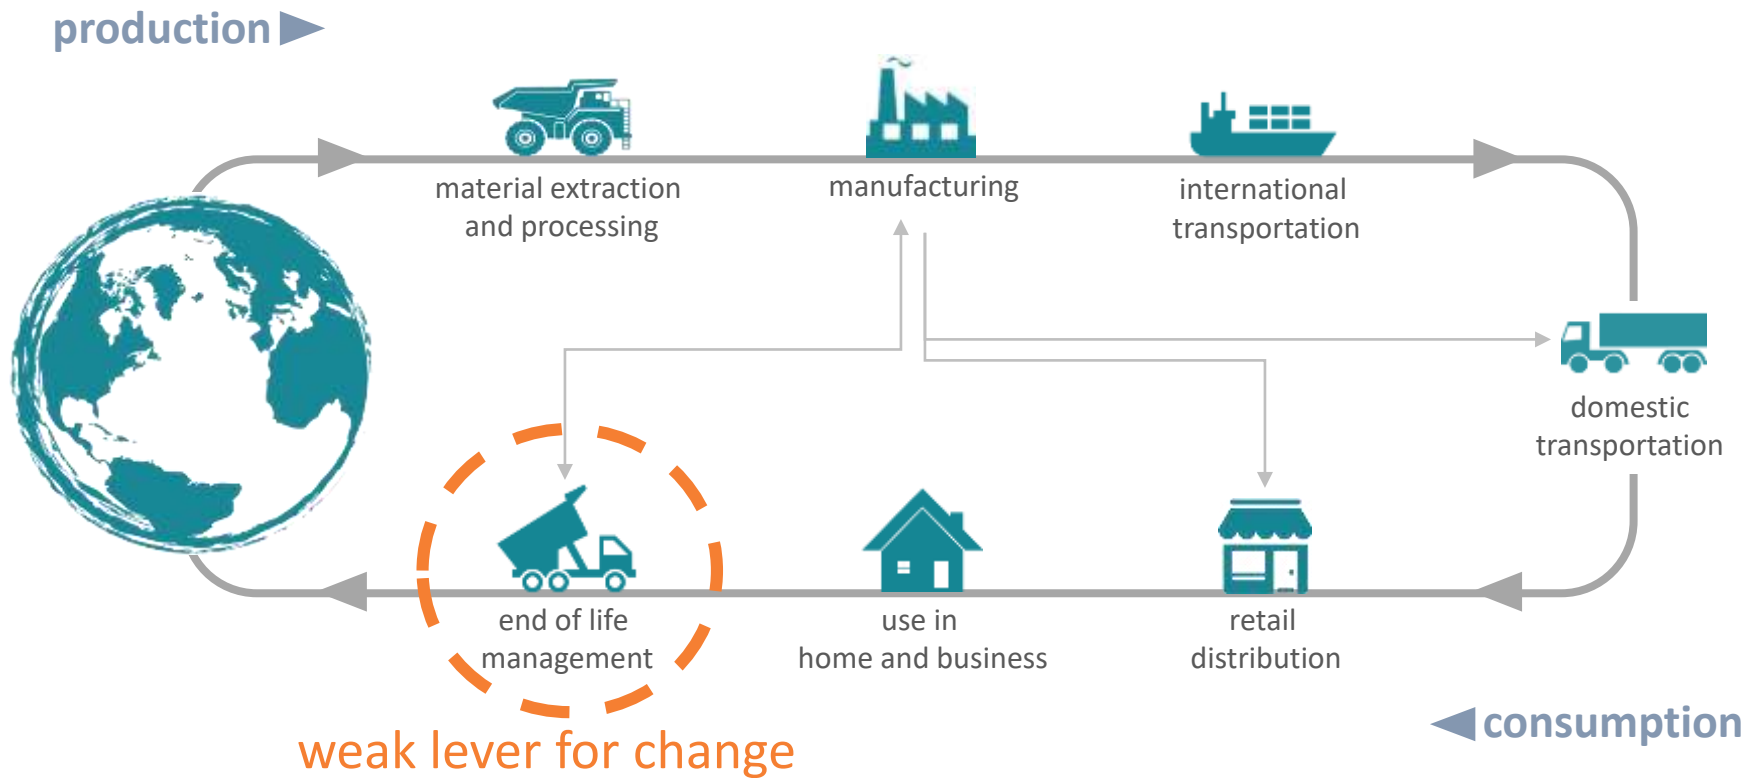 production
material extraction
and processing
manufacturing
international
transportation
domestic
transportation
end of life
management
use in
home and business
retail
distribution
weak lever for change
consumption